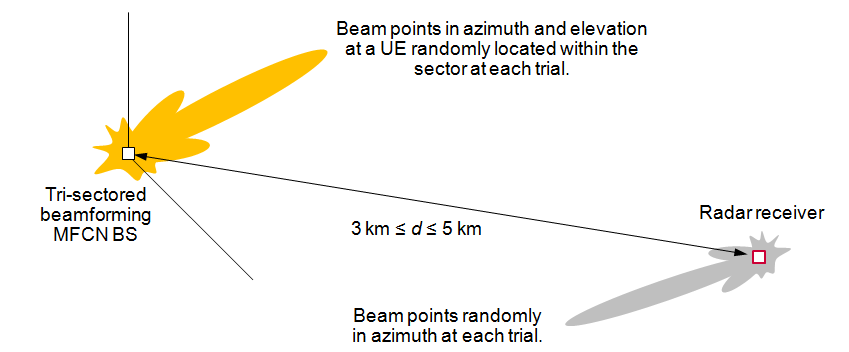 Beam points in azimuth and elevation
at a UE randomly located within the
sector at each trial.
Tri-sectored
beamforming
MFCN BS
3 km ≤ d ≤ 5 km
Radar receiver
Beam points randomly
in azimuth at each trial.